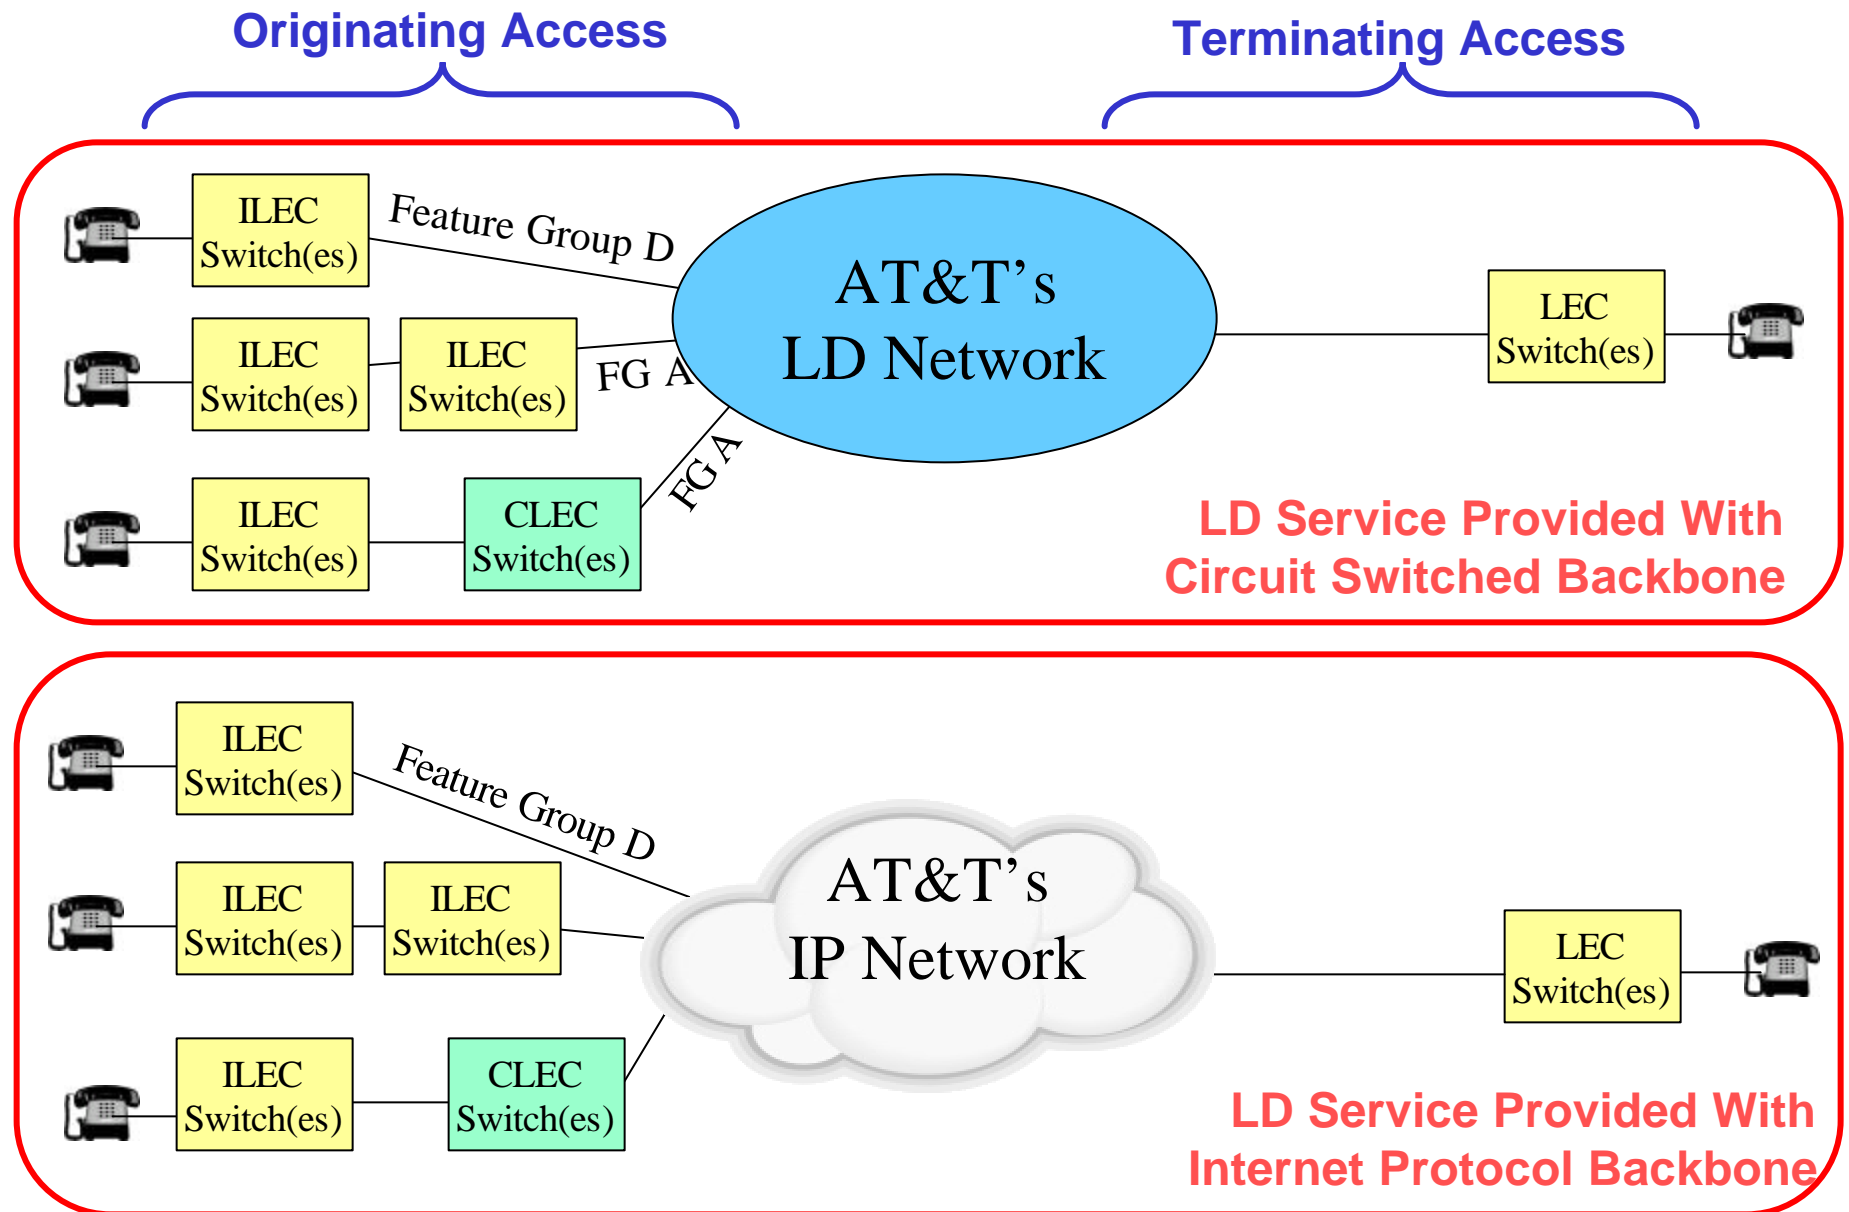 Originating Access
Terminating Access
ILEC
Switch(es)
Feature Group D
ILEC
Switch(es)
ILEC
Switch(es)
FG A
ILEC
Switch(es)
CLEC
Switch(es)
FG A
AT&T’s
LD Network
LEC
Switch(es)
LD Service Provided With
Circuit Switched Backbone
ILEC
Switch(es)
Feature Group D
ILEC
Switch(es)
ILEC
Switch(es)
ILEC
Switch(es)
CLEC
Switch(es)
AT&T’s
IP Network
LEC
Switch(es)
LD Service Provided With
Internet Protocol Backbone